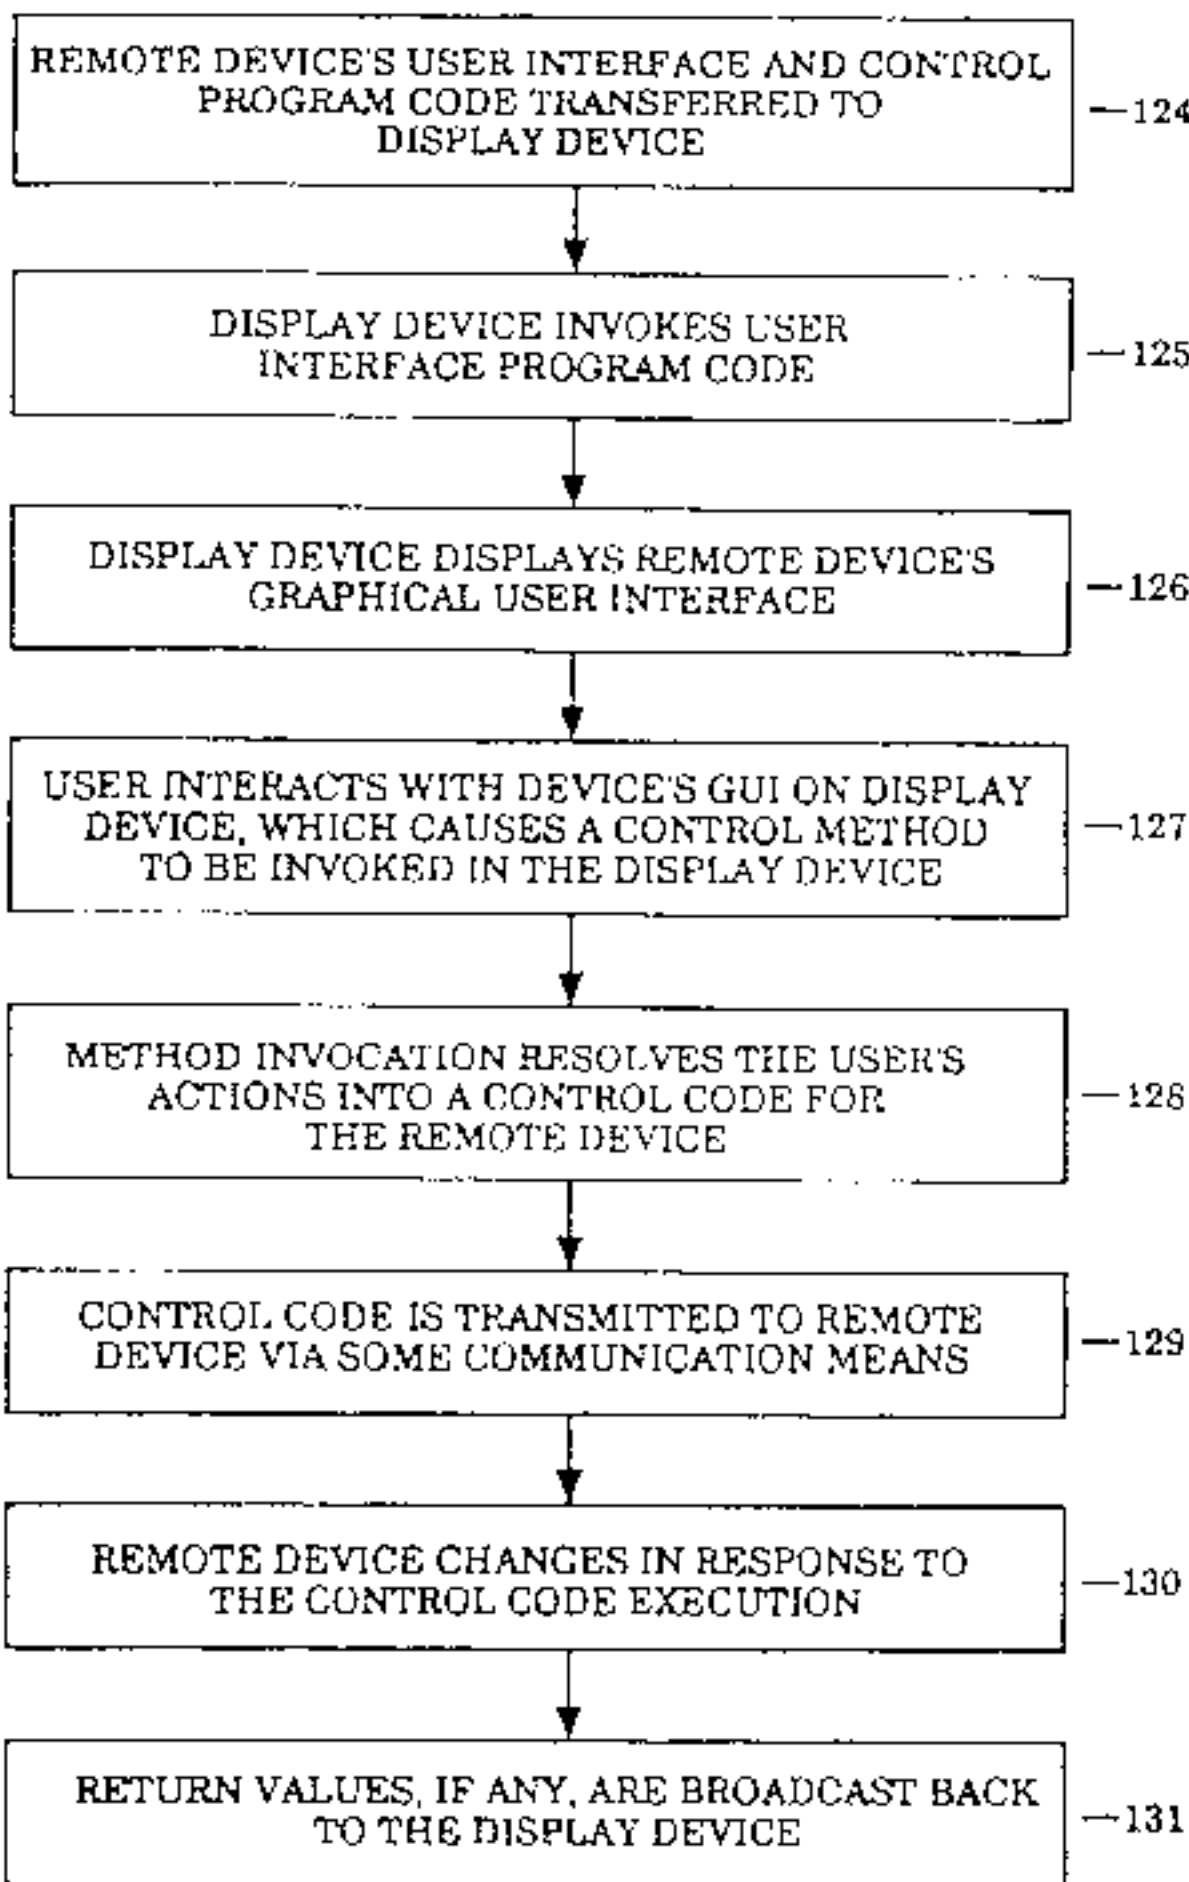 REMOTE DEVICE'S USER INTERFACE AND CONTROL
PROGRAM CODE TRANSFERRED TO
DISPLAY DEVICE
124
DISPLAY DEVICE INVOKES USER
INTERFACE PROGRAM CODE
125
DISPLAY DEVICE DISPLAYS REMOTE DEVICE'S
GRAPHICAL USER INTERFACE
126
USER INTERACTS WITH DEVICE'S GUI ON DISPLAY
DEVICE, WHICH CAUSES A CONTROL METHOD
TO BE INVOKED IN THE DISPLAY DEVICE
127
METHOD INVOCATION RESOLVES THE USER'S
ACTIONS INTO A CONTROL CODE FOR
THE REMOTE DEVICE
128
CONTROL CODE IS TRANSMITTED TO REMOTE
DEVICE VIA SOME COMMUNICATION MEANS
129
REMOTE DEVICE CHANGES IN RESPONSE TO
THE CONTROL CODE EXECUTION
130
RETURN VALUES, IF ANY, ARE BROADCAST BACK
TO THE DISPLAY DEVICE
131